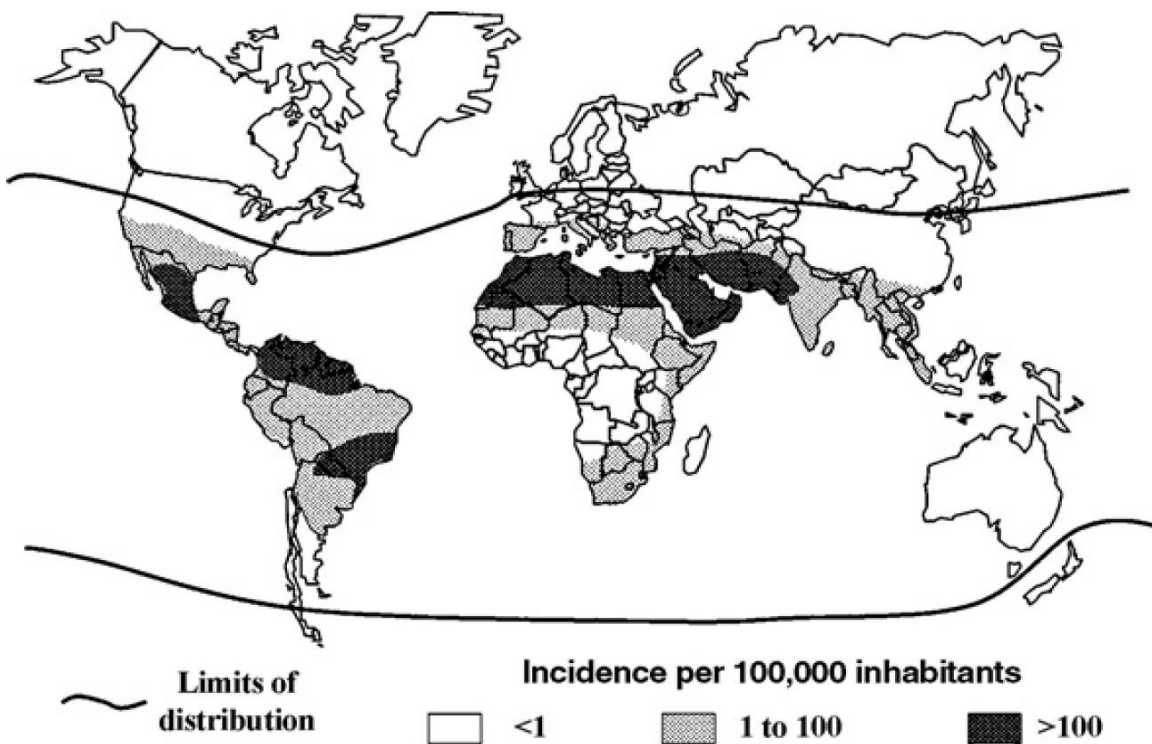 Limits of
distribution
Incidence per 100,000 inhabitants
<1
1 to 100
>100